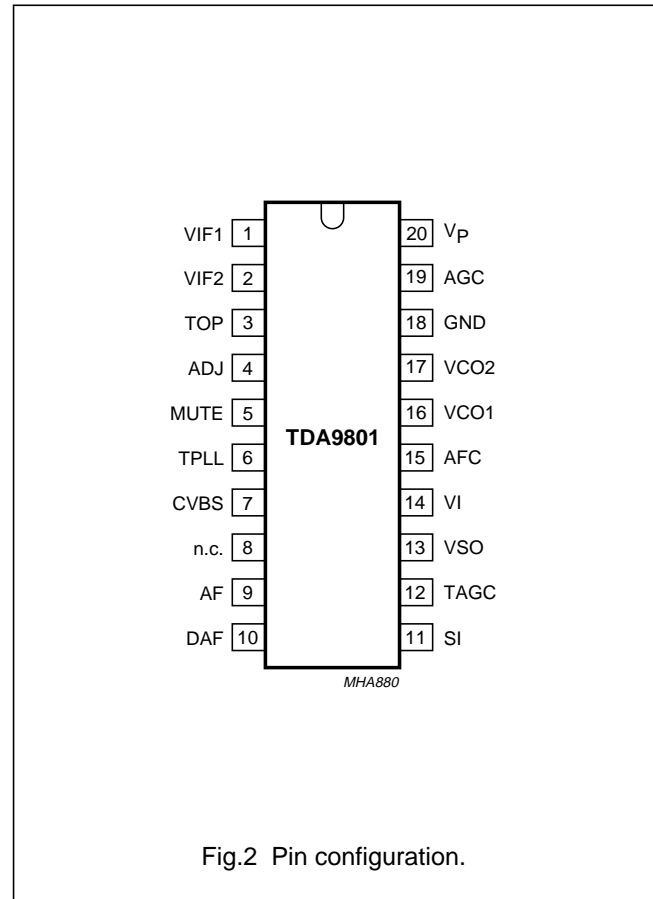 VIF1 1 20 VP
VIF2 2 19 AGC
TOP 3 18 GND
ADJ 4 17 VCO2
MUTE 5 16 VCO1
TDA9801
TPLL 6 15 AFC
CVBS 7 14 VI
n.c. 8 13 VSO
AF 9 12 TAGC
DAF 10 11 SI
MHA880
Fig.2 Pin configuration.